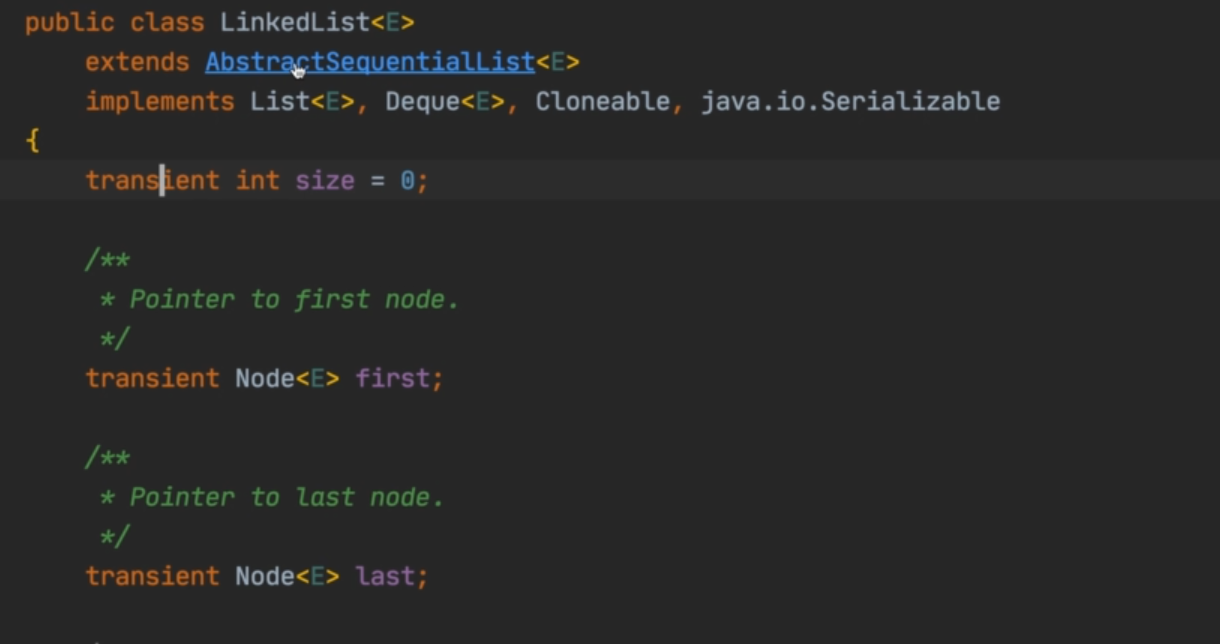 public class LinkedList<E>
extends AbstractSequentialList<E>
implements List<E>, Deque<E>, Cloneable, java.io.Serializable
{
transient int size = 0;
/**
* Pointer to first node.
*/
transient Node<E> first;
/**
* Pointer to last node.
*/
transient Node<E> last;